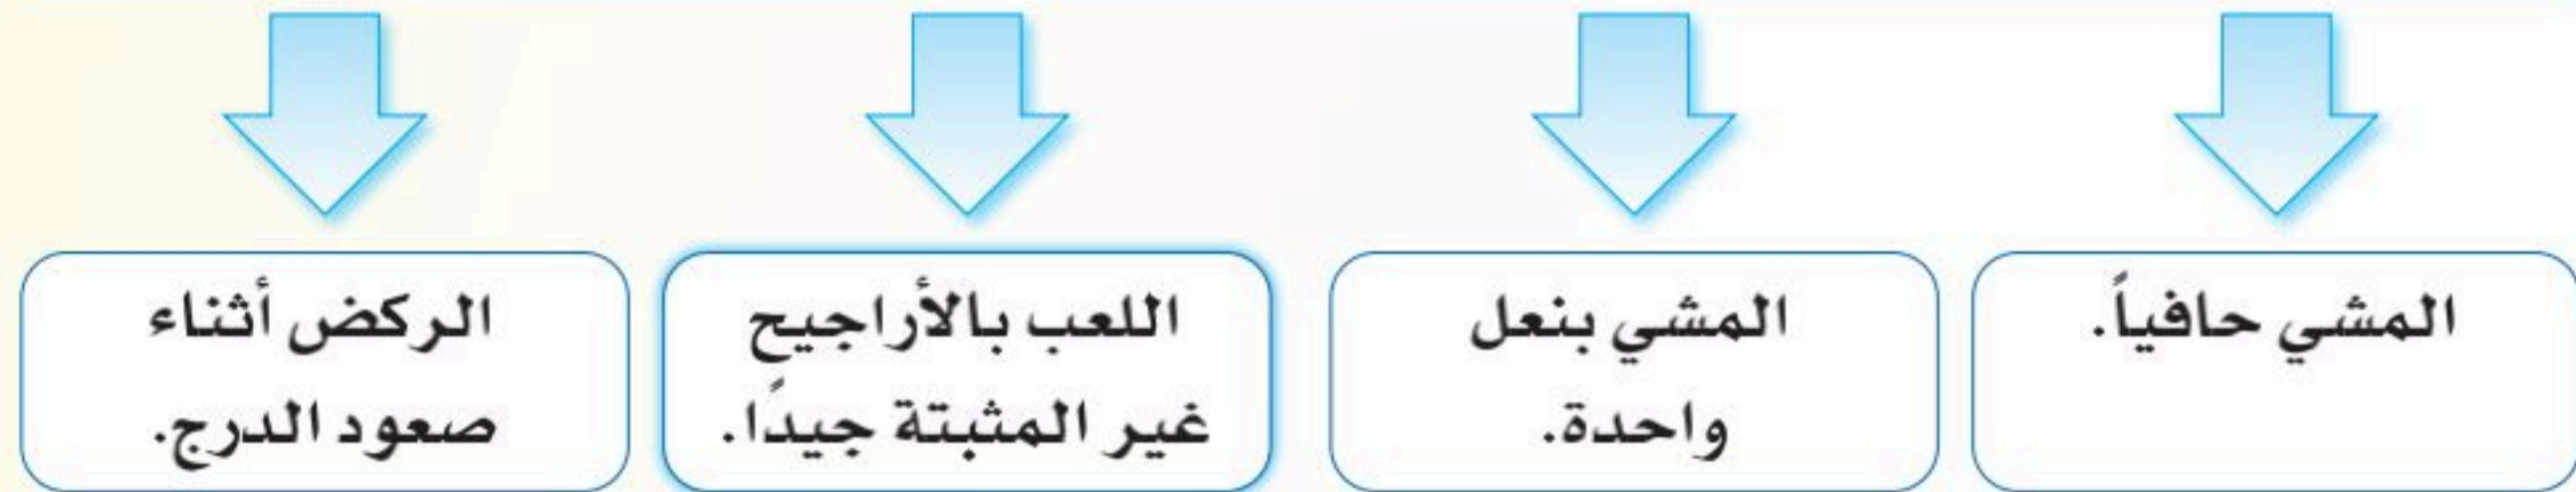 المشي حافياً.
المشي بنعل
واحدة.
اللعب بالأراجيح
غير المثبتة جيدًا.
الركض أثناء
صعود الدرج.